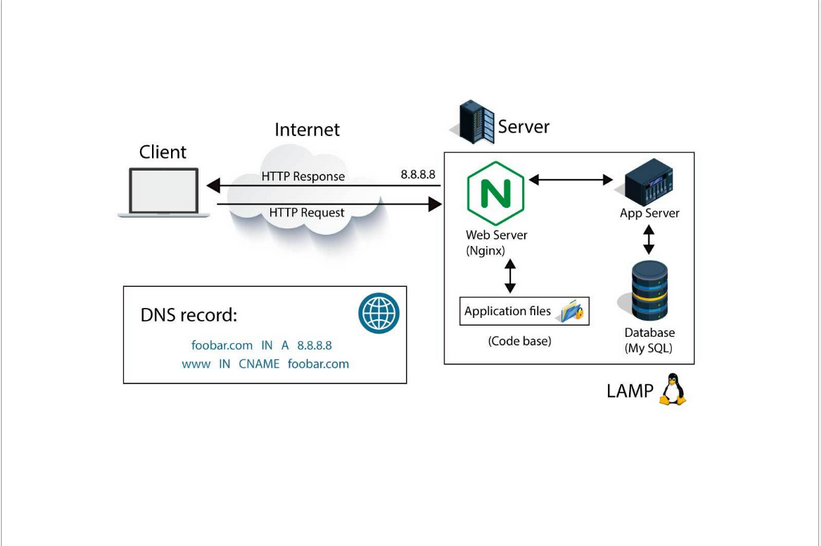 Server
Internet
Client
HTTP Response
8.8.8.8
HTTP Request
N
Web Server
(Nginx)
App Server
Application files
(Code base)
Database
(My SQL)
DNS record:
foobar.com IN A 8.8.8.8
www IN CNAME foobar.com
LAMP